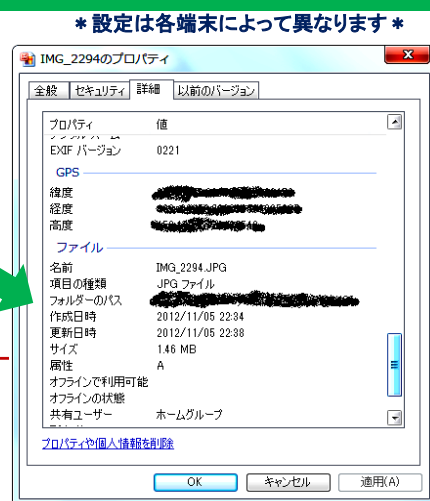 ＊設定は各端末によって異なります＊
IMG_2294のプロパティ
全般 セキュリティ 詳細 以前のバージョン
プロパティ 値
EXIF バージョン 0221
GPS
緯度
経度
高度
ファイル
名前 IMG_2294.JPG
項目の種類 JPG ファイル
フォルダーのパス
作成日時 2012/11/05 22:34
更新日時 2012/11/05 22:38
サイズ 1.46 MB
属性 A
オフラインで利用可能
オフラインの状態
共有ユーザー ホームグループ
プロパティや個人情報を削除
OK キャンセル 適用(A)